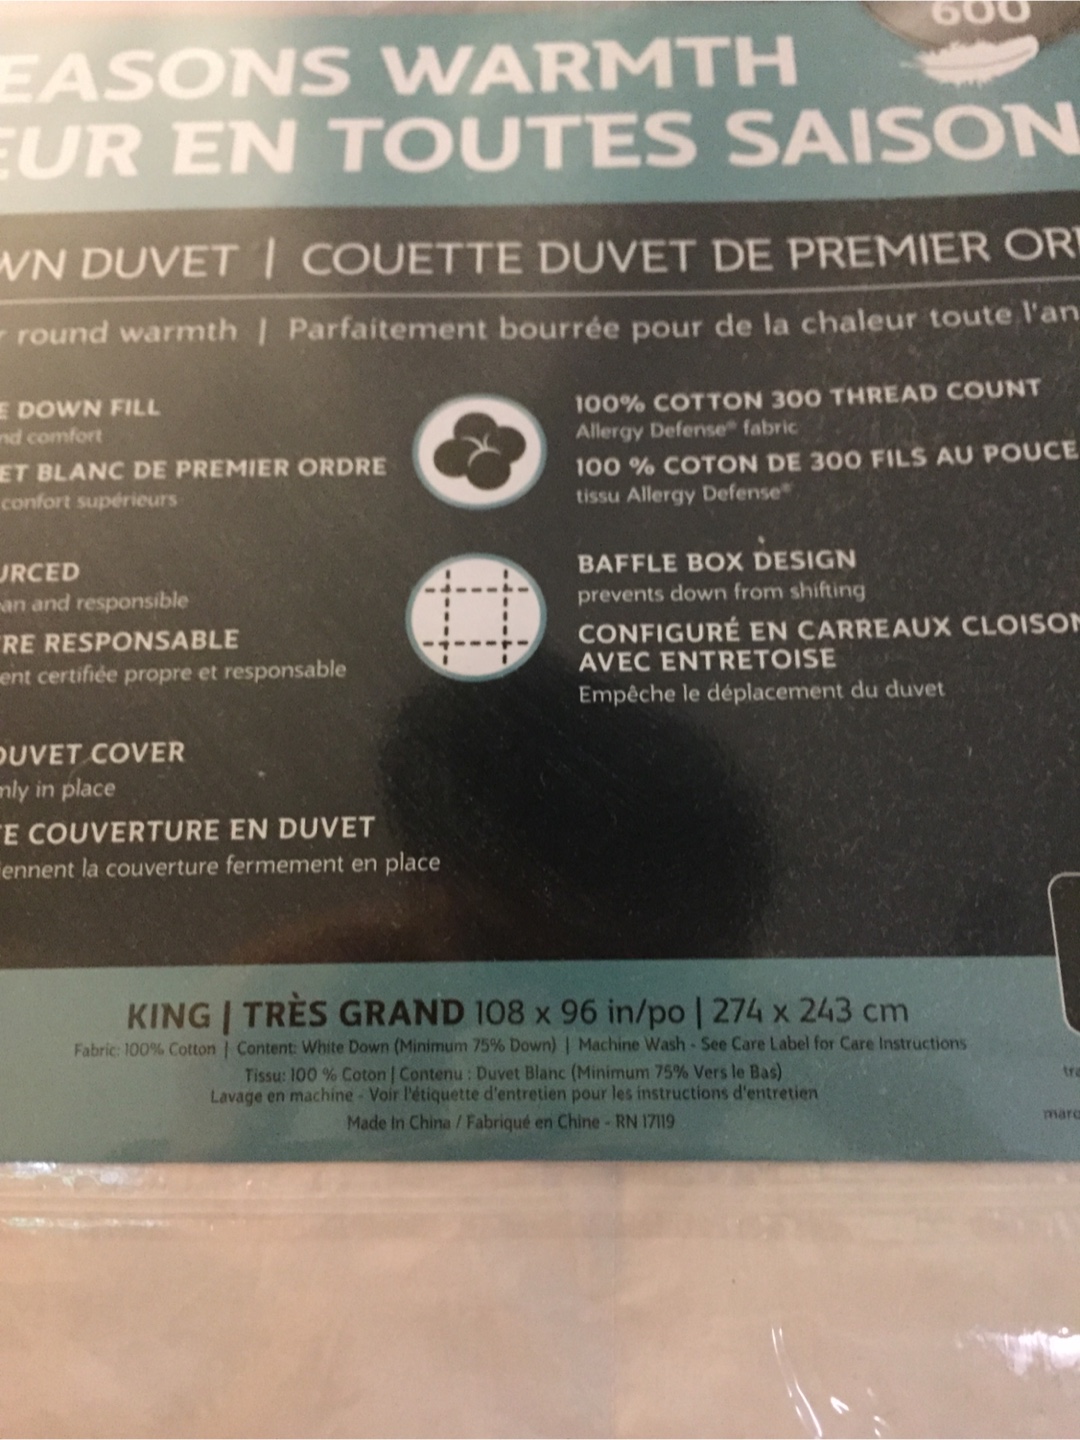 600
EASONS WARMTH
EUR EN TOUTES SAISON
WN DUVET | COUETTE DUVET DE PREMIER OR
r round warmth | Parfaitement bourrée pour de la chaleur toute l'an
E DOWN FILL
nd comfort
ET BLANC DE PREMIER ORDRE
confort supérieurs
100% COTTON 300 THREAD COUNT
Allergy Defense® fabric
100 % COTON DE 300 FILS AU POUCE
tissu Allergy Defense®
URCED
an and responsible
RE RESPONSABLE
ent certifiée propre et responsable
BAFFLE BOX DESIGN
prevents down from shifting
CONFIGURÉ EN CARREAUX CLOISON
AVEC ENTRETOISE
Empêche le déplacement du duvet
DUVET COVER
mly in place
E COUVERTURE EN DUVET
iennent la couverture fermement en place
KING | TRÈS GRAND 108 x 96 in/po | 274 x 243 cm
Fabric: 100% Cotton | Content: White Down (Minimum 75% Down) | Machine Wash - See Care Label for Care Instructions
Tissu: 100 % Coton | Contenu : Duvet Blanc (Minimum 75% Vers le Bas)
Lavage en machine - Voir l'étiquette d'entretien pour les instructions d'entretien
Made In China / Fabriqué en Chine - RN 17119
tra
marq